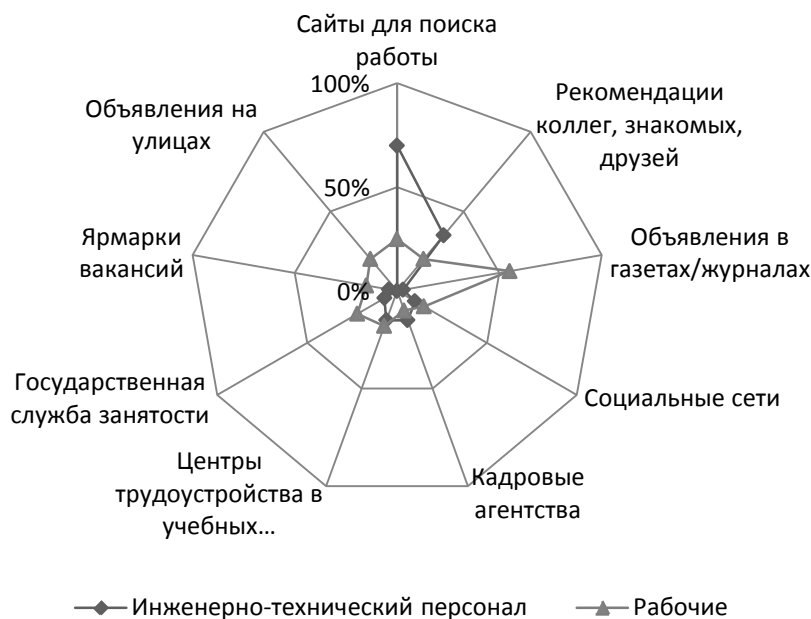 Сайты для поиска
работы
100%
Рекомендации
коллег, знакомых,
друзей
Объявления на
улицах
50%
Ярмарки
вакансий
Объявления в
газетах/журналах
0%
Государственная
служба занятости
Социальные сети
Центры
трудоустройства в
учебных...
Кадровые
агентства
Инженерно-технический персонал
Рабочие